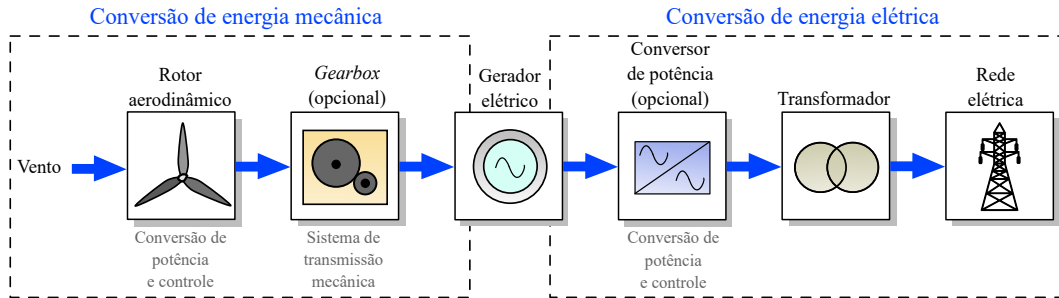 Conversão de energia mecânica
Conversão de energia elétrica
Vento
Rotor
aerodinâmico
Conversão de
potência
e controle
Gearbox
(opcional)
Sistema de
transmissão
mecânica
Gerador
elétrico
Conversor
de potência
(opcional)
Conversão de
potência
e controle
Transformador
Rede
elétrica